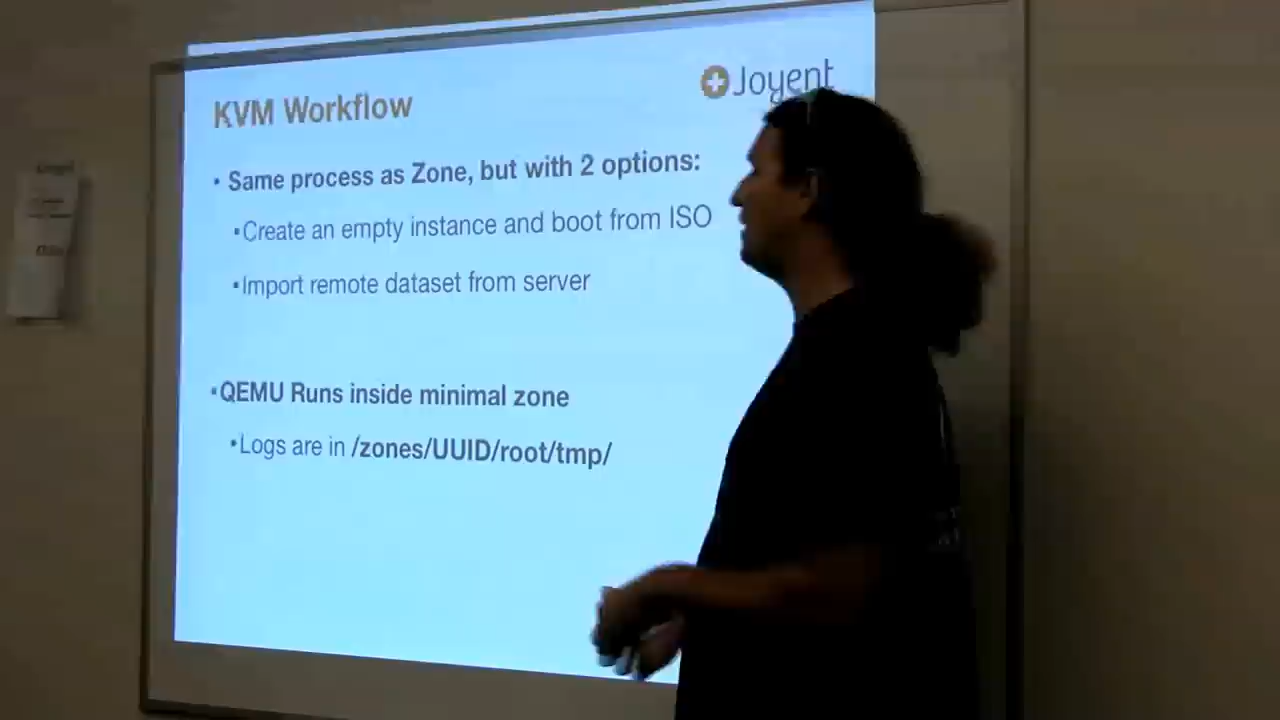 Joyent
KVM Workflow
• Same process as Zone, but with 2 options:
▪Create an empty instance and boot from ISO
▪Import remote dataset from server
▪QEMU Runs inside minimal zone
▪Logs are in /zones/UUID/root/tmp/